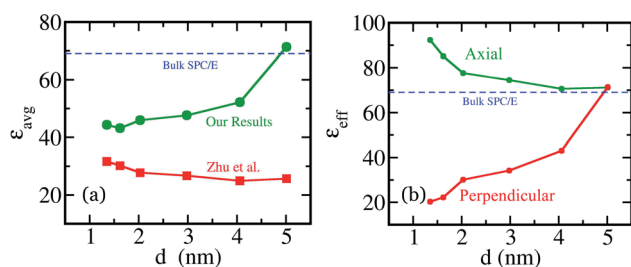 80
60
40
20
ε_avg
Bulk SPC/E
Our Results
Zhu et al.
(a)
1 2 3 4 5
d (nm)
100
80
60
40
20
ε_eff
Axial
Bulk SPC/E
(b)
Perpendicular
1 2 3 4 5
d (nm)